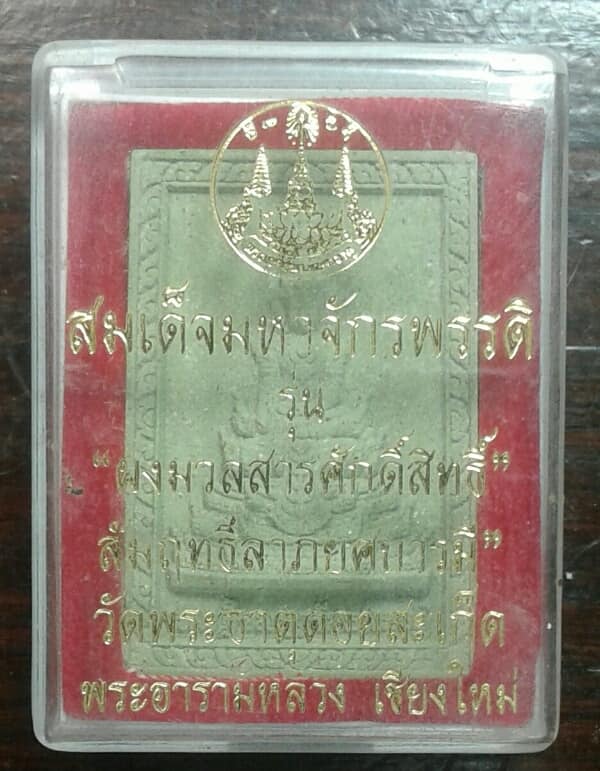 สมเด็จมหาจักรพรรดิ
รุ่น
“ผงมวลสารศักดิ์สิทธิ์”
สัมฤทธิ์ลาภยศบารมี”
วัดพระธาตุดอยสะเก็ด
พระอารามหลวง เชียงใหม่